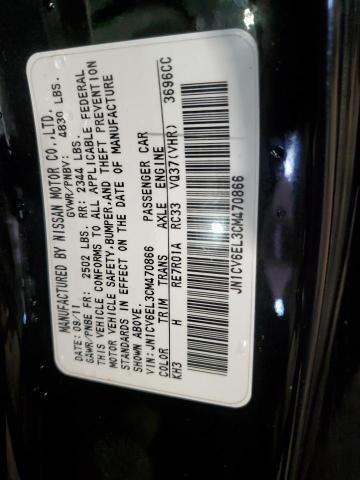 MANUFACTURED BY NISSAN MOTOR CO.,LTD.
DATE: 09/11 GVWR/PNBV: 4830 LBS.
GAWR/PNBE FR: 2502 LBS. RR: 2344 LBS.
THIS VEHICLE CONFORMS TO ALL APPLICABLE FEDERAL
MOTOR VEHICLE SAFETY,BUMPER,AND THEFT PREVENTION
STANDARDS IN EFFECT ON THE DATE OF MANUFACTURE
SHOWN ABOVE.
VIN: JN1CV6EL3CM470866 PASSENGER CAR
COLOR TRIM TRANS AXLE ENGINE
KH3 H RE7R01A RC33 VQ37(VHR) 3696CC
JN1CV6EL3CM470866